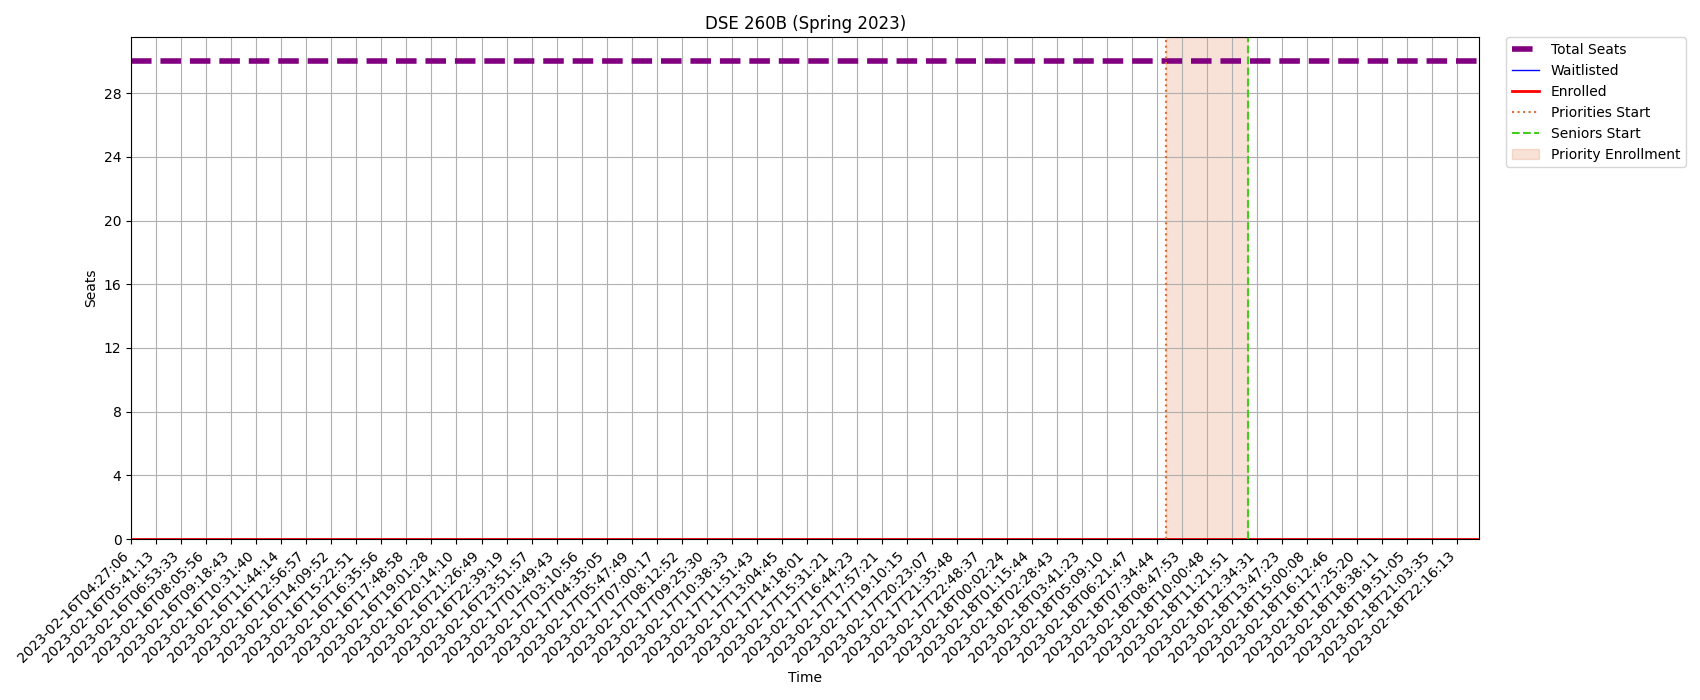 DSE 260B (Spring 2023)
Total Seats
Waitlisted
Enrolled
Priorities Start
Seniors Start
Priority Enrollment
Seats
28
24
20
16
12
8
4
0
2023-02-16T04:27:06
2023-02-16T05:41:13
2023-02-16T06:53:33
2023-02-16T08:05:56
2023-02-16T09:18:43
2023-02-16T10:31:40
2023-02-16T11:44:14
2023-02-16T12:56:57
2023-02-16T14:09:52
2023-02-16T15:22:51
2023-02-16T16:35:56
2023-02-16T17:48:58
2023-02-16T19:01:28
2023-02-16T20:14:10
2023-02-16T21:26:49
2023-02-16T22:39:19
2023-02-16T23:51:57
2023-02-17T01:49:43
2023-02-17T03:10:56
2023-02-17T04:35:05
2023-02-17T05:47:49
2023-02-17T07:00:17
2023-02-17T08:12:52
2023-02-17T09:25:30
2023-02-17T10:38:33
2023-02-17T11:51:43
2023-02-17T13:04:45
2023-02-17T14:18:01
2023-02-17T15:31:21
2023-02-17T16:44:23
2023-02-17T17:57:21
2023-02-17T19:10:15
2023-02-17T20:23:07
2023-02-17T21:35:48
2023-02-17T22:48:37
2023-02-18T00:02:24
2023-02-18T01:15:44
2023-02-18T02:28:43
2023-02-18T03:41:23
2023-02-18T05:09:10
2023-02-18T06:21:47
2023-02-18T07:34:44
2023-02-18T08:47:53
2023-02-18T10:00:48
2023-02-18T11:21:51
2023-02-18T12:34:31
2023-02-18T13:47:23
2023-02-18T15:00:08
2023-02-18T16:12:46
2023-02-18T17:25:20
2023-02-18T18:38:11
2023-02-18T19:51:05
2023-02-18T21:03:35
2023-02-18T22:16:13
Time